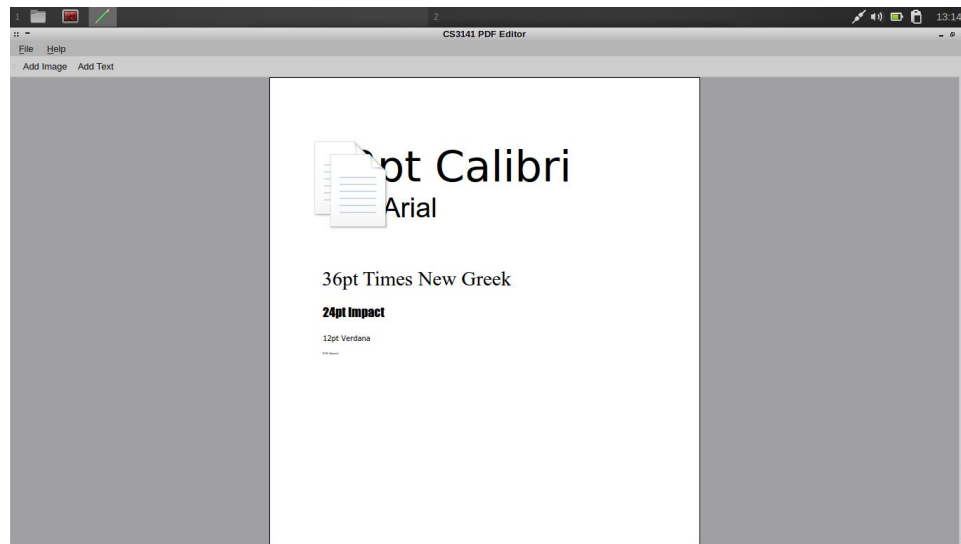 1
2
13:14
CS3141 PDF Editor
File Help
Add Image Add Text
pt Calibri
Arial
36pt Times New Greek
24pt Impact
12pt Verdana